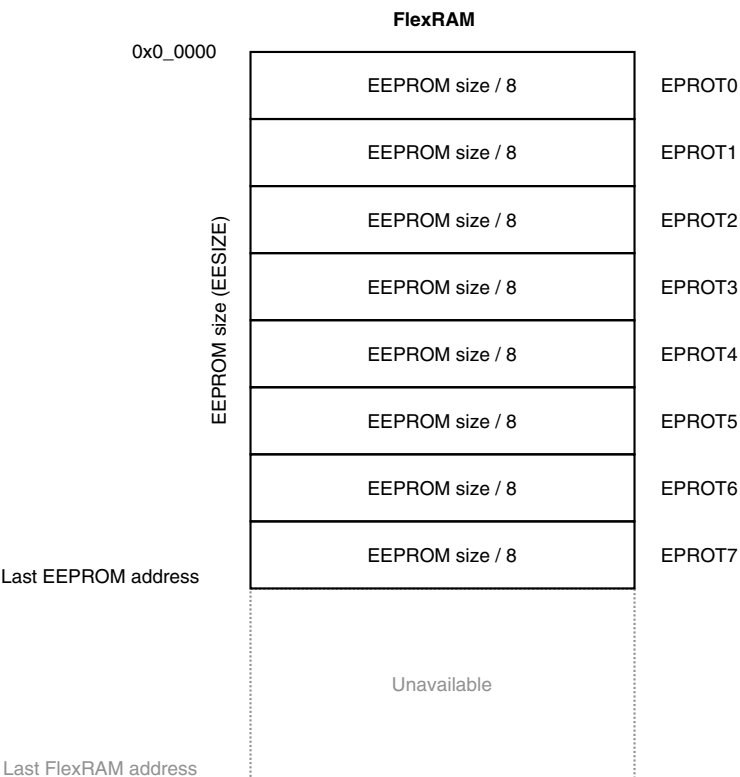 FlexRAM
0x0_0000
EEPROM size / 8 EPROT0
EEPROM size / 8 EPROT1
EEPROM size / 8 EPROT2
EEPROM size / 8 EPROT3
EEPROM size / 8 EPROT4
EEPROM size / 8 EPROT5
EEPROM size / 8 EPROT6
EEPROM size / 8 EPROT7
EEPROM size (EESIZE)
Last EEPROM address
Unavailable
Last FlexRAM address